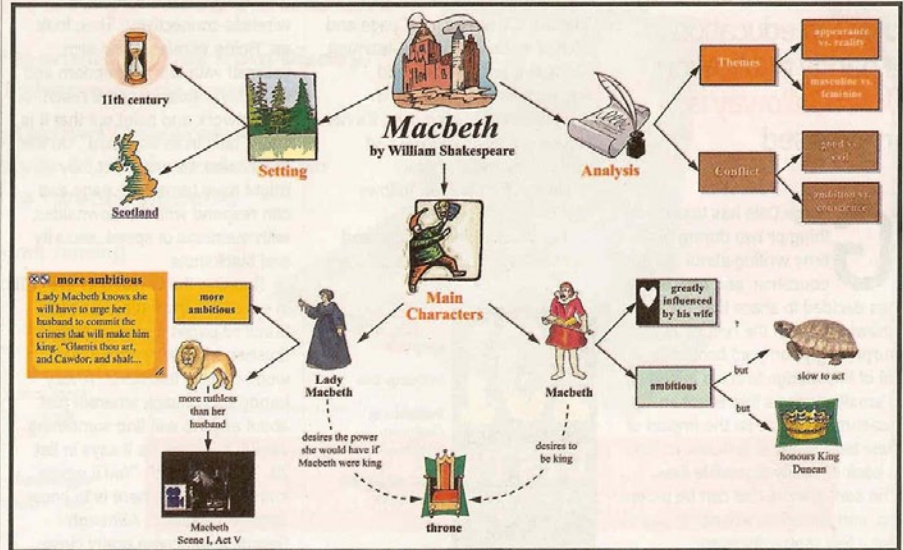 Macbeth
by William Shakespeare
11th century
Setting
Scotland
Analysis
Themes
appearance
vs. reality
masculine vs.
feminine
Conflict
good vs.
evil
ambition vs.
conscience
Main
Characters
more ambitious
Lady Macbeth knows she
will have to urge her
husband to commit the
crimes that will make him
king. "Glamis thou art,
and Cawdor; and shalt...
more
ambitious
more ruthless
than her
husband
Macbeth
Scene I, Act V
Lady
Macbeth
desires the power
she would have if
Macbeth were king
throne
Macbeth
desires to
be king
greatly
influenced
by his wife
ambitious
but
slow to act
but
honours King
Duncan